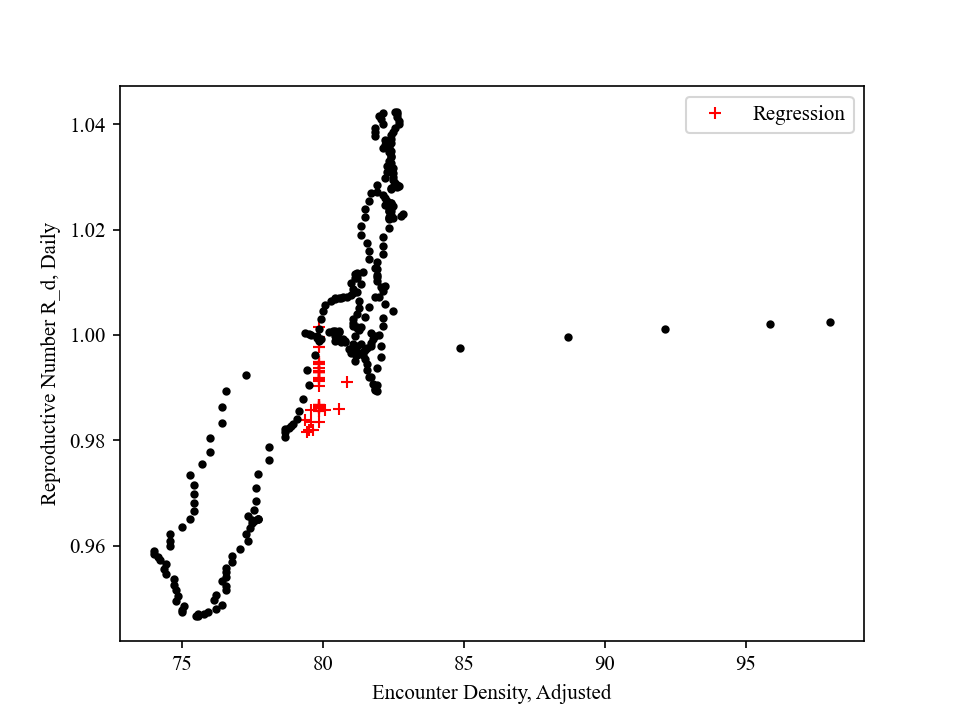 Regression
1.04
1.02
1.00
0.98
0.96
Reproductive Number R_d, Daily
75 80 85 90 95
Encounter Density, Adjusted